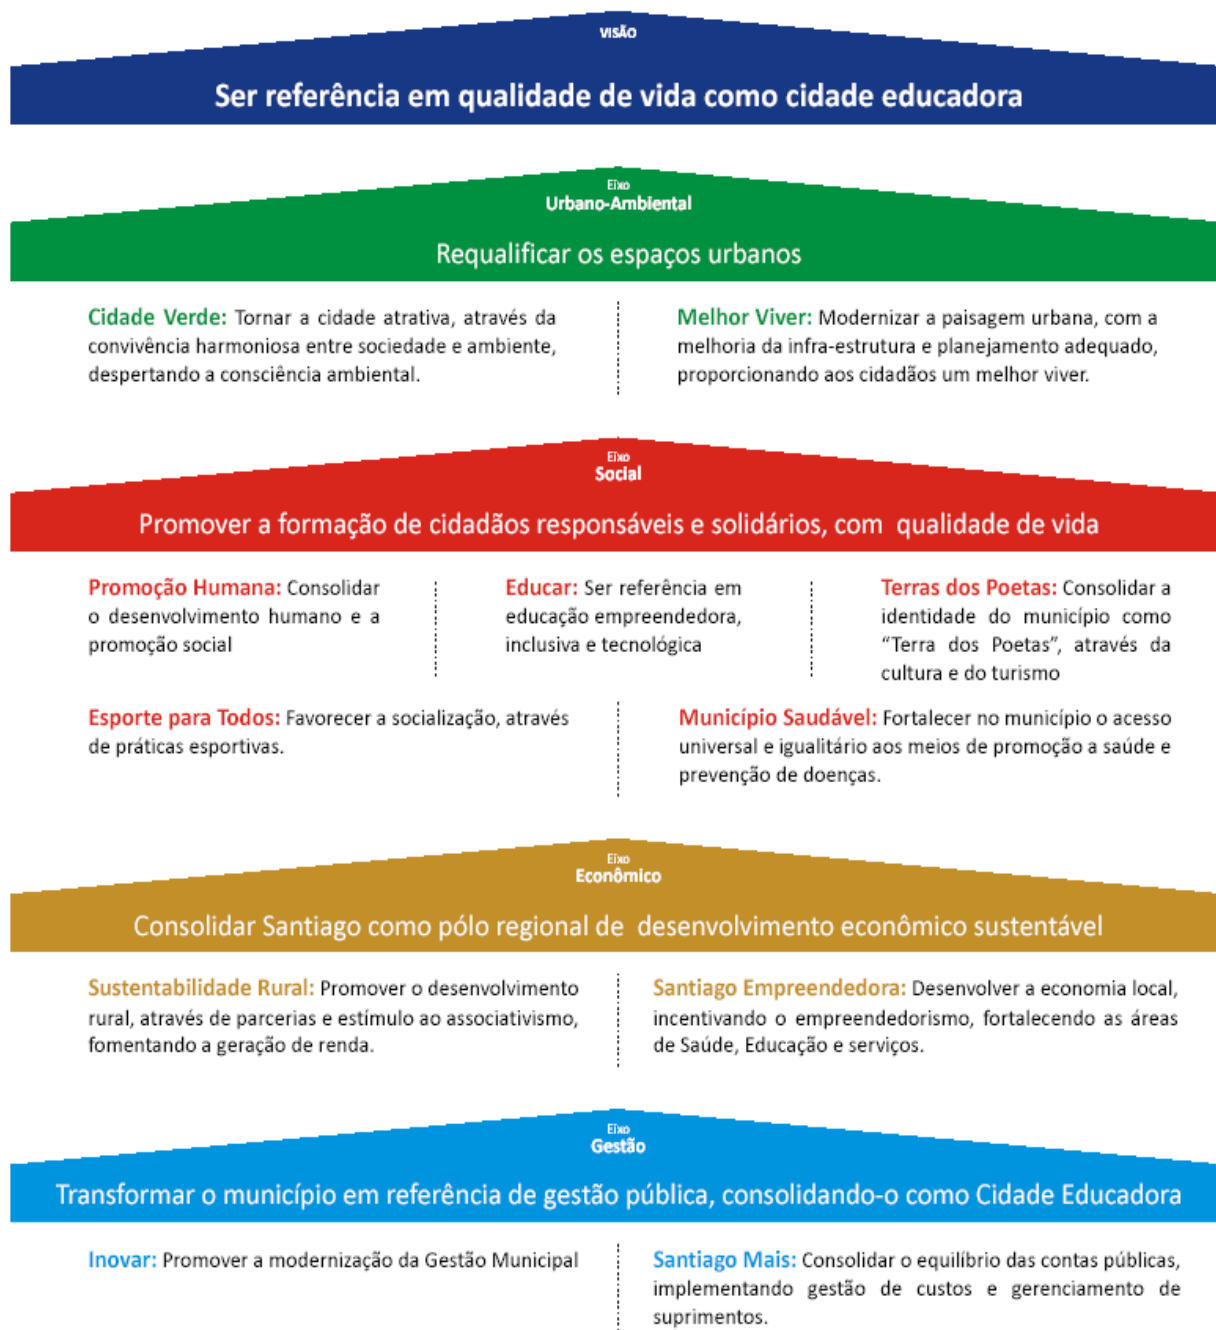 VISÃO
Ser referência em qualidade de vida como cidade educadora
Eixo
Urbano-Ambiental
Requalificar os espaços urbanos
Cidade Verde: Tornar a cidade atrativa, através da
convivência harmoniosa entre sociedade e ambiente,
despertando a consciência ambiental.
Melhor Viver: Modernizar a paisagem urbana, com a
melhoria da infra-estrutura e planejamento adequado,
proporcionando aos cidadãos um melhor viver.
Eixo
Social
Promover a formação de cidadãos responsáveis e solidários, com qualidade de vida
Promoção Humana: Consolidar
o desenvolvimento humano e a
promoção social
Educar: Ser referência em
educação empreendedora,
inclusiva e tecnológica
Terras dos Poetas: Consolidar a
identidade do município como
“Terra dos Poetas”, através da
cultura e do turismo
Esporte para Todos: Favorecer a socialização, através
de práticas esportivas.
Município Saudável: Fortalecer no município o acesso
universal e igualitário aos meios de promoção a saúde e
prevenção de doenças.
Eixo
Econômico
Consolidar Santiago como pólo regional de desenvolvimento econômico sustentável
Sustentabilidade Rural: Promover o desenvolvimento
rural, através de parcerias e estímulo ao associativismo,
fomentando a geração de renda.
Santiago Empreendedora: Desenvolver a economia local,
incentivando o empreendedorismo, fortalecendo as áreas
de Saúde, Educação e serviços.
Eixo
Gestão
Transformar o município em referência de gestão pública, consolidando-o como Cidade Educadora
Inovar: Promover a modernização da Gestão Municipal
Santiago Mais: Consolidar o equilíbrio das contas públicas,
implementando gestão de custos e gerenciamento de
suprimentos.